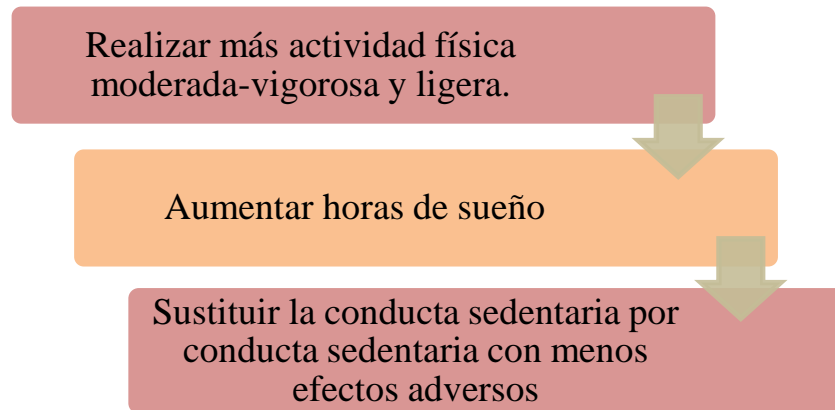 Realizar más actividad física
moderada-vigorosa y ligera.
Aumentar horas de sueño
Sustituir la conducta sedentaria por
conducta sedentaria con menos
efectos adversos